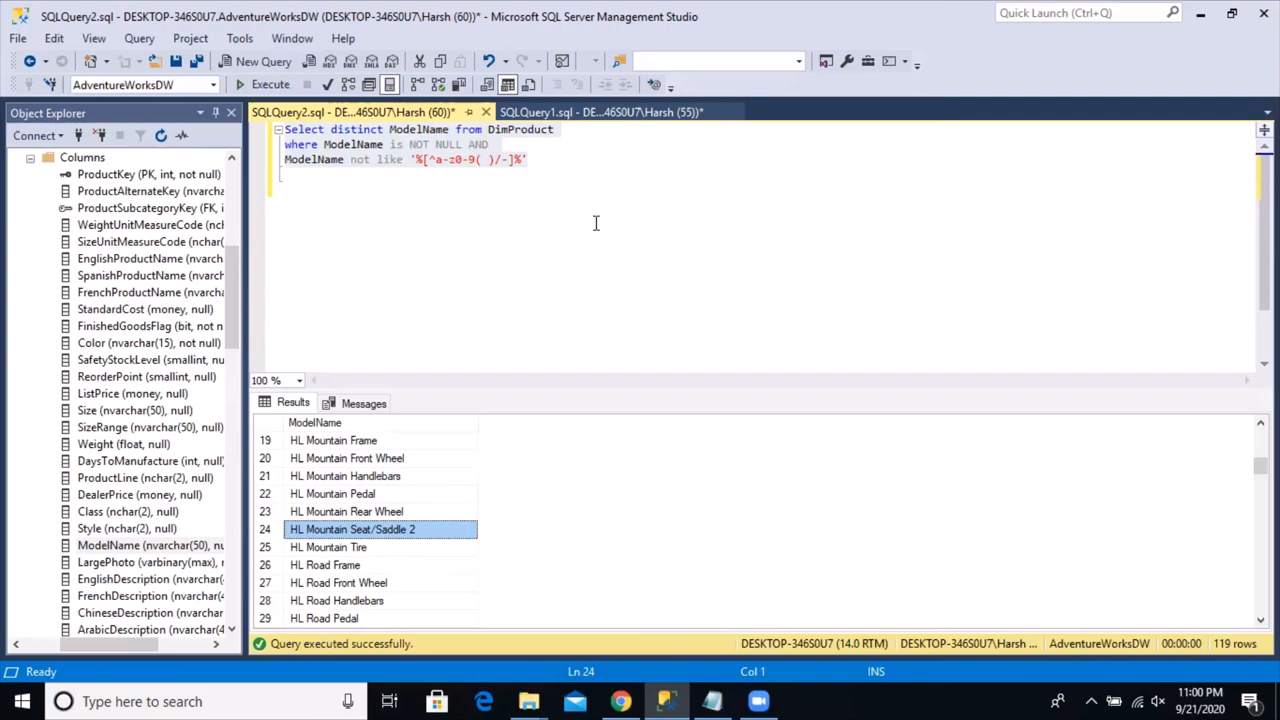 SQLQuery2.sql - DESKTOP-346S0U7.AdventureWorksDW (DESKTOP-346S0U7\Harsh (60))* - Microsoft SQL Server Management Studio
Quick Launch (Ctrl+Q)
File Edit View Query Project Tools Window Help
New Query MDX DMX XMLA DAX
AdventureWorksDW Execute
Object Explorer
SQLQuery2.sql - DE...46S0U7\Harsh (60))*
SQLQuery1.sql - DE...46S0U7\Harsh (55))*
Connect
Columns
ProductKey (PK, int, not null)
ProductAlternateKey (nvarcha
ProductSubcategoryKey (FK, i
WeightUnitMeasureCode (nch
SizeUnitMeasureCode (nchar(
EnglishProductName (nvarch
SpanishProductName (nvarch
FrenchProductName (nvarcha
StandardCost (money, null)
FinishedGoodsFlag (bit, not n
Color (nvarchar(15), not null)
SafetyStockLevel (smallint, nu
ReorderPoint (smallint, null)
ListPrice (money, null)
Size (nvarchar(50), null)
SizeRange (nvarchar(50), null)
Weight (float, null)
DaysToManufacture (int, null)
ProductLine (nchar(2), null)
DealerPrice (money, null)
Class (nchar(2), null)
Style (nchar(2), null)
ModelName (nvarchar(50), nu
LargePhoto (varbinary(max), n
EnglishDescription (nvarchar(4
FrenchDescription (nvarchar(4
ChineseDescription (nvarchar
ArabicDescription (nvarchar(4
Select distinct ModelName from DimProduct
where ModelName is NOT NULL AND
ModelName not like '%[^a-z0-9( )/-]%'
100 %
Results Messages
ModelName
19 HL Mountain Frame
20 HL Mountain Front Wheel
21 HL Mountain Handlebars
22 HL Mountain Pedal
23 HL Mountain Rear Wheel
24 HL Mountain Seat/Saddle 2
25 HL Mountain Tire
26 HL Road Frame
27 HL Road Front Wheel
28 HL Road Handlebars
29 HL Road Pedal
Query executed successfully.
DESKTOP-346S0U7 (14.0 RTM) DESKTOP-346S0U7\Harsh ... AdventureWorksDW 00:00:00 119 rows
Ready Ln 24 Col 1 INS
Type here to search
11:00 PM
9/21/2020
1